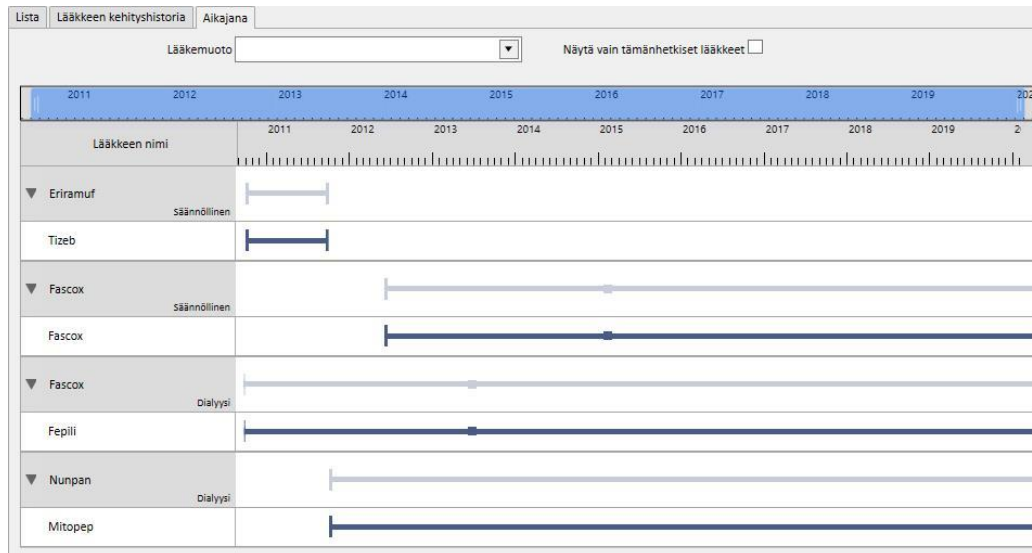 Lista Lääkkeen kehityshistoria Aikajana
Lääkemuoto Näytä vain tämänhetkiset lääkkeet
2011 2012 2013 2014 2015 2016 2017 2018 2019 202
Lääkkeen nimi 2011 2012 2013 2014 2015 2016 2017 2018 2019 2
Eriramuf
Säännöllinen
Tizeb
Fascox
Säännöllinen
Fascox
Fascox
Dialyysi
Fepili
Nunpan
Dialyysi
Mitopep